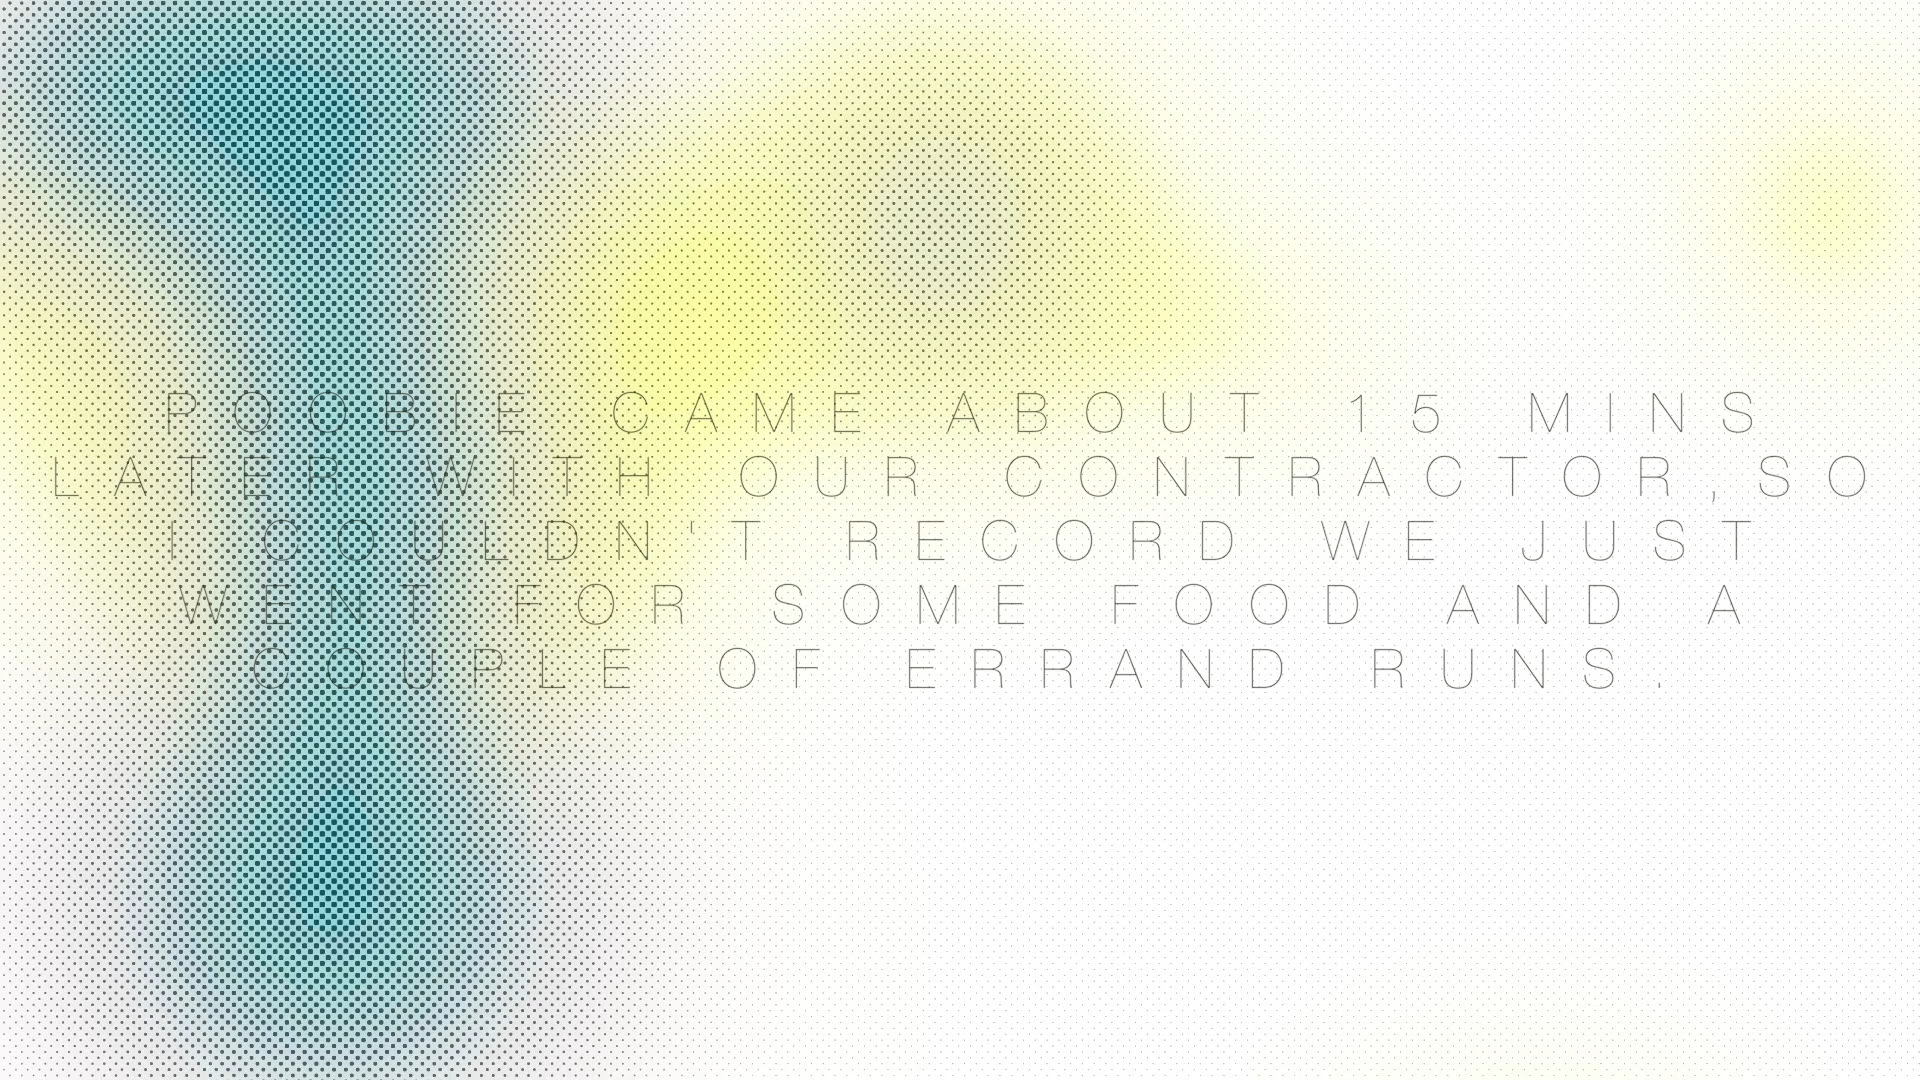 POOBIE CAME ABOUT 15 MINS
LATER WITH OUR CONTRACTOR,SO
I COULDN'T RECORD WE JUST
WENT FOR SOME FOOD AND A
COUPLE OF ERRAND RUNS.